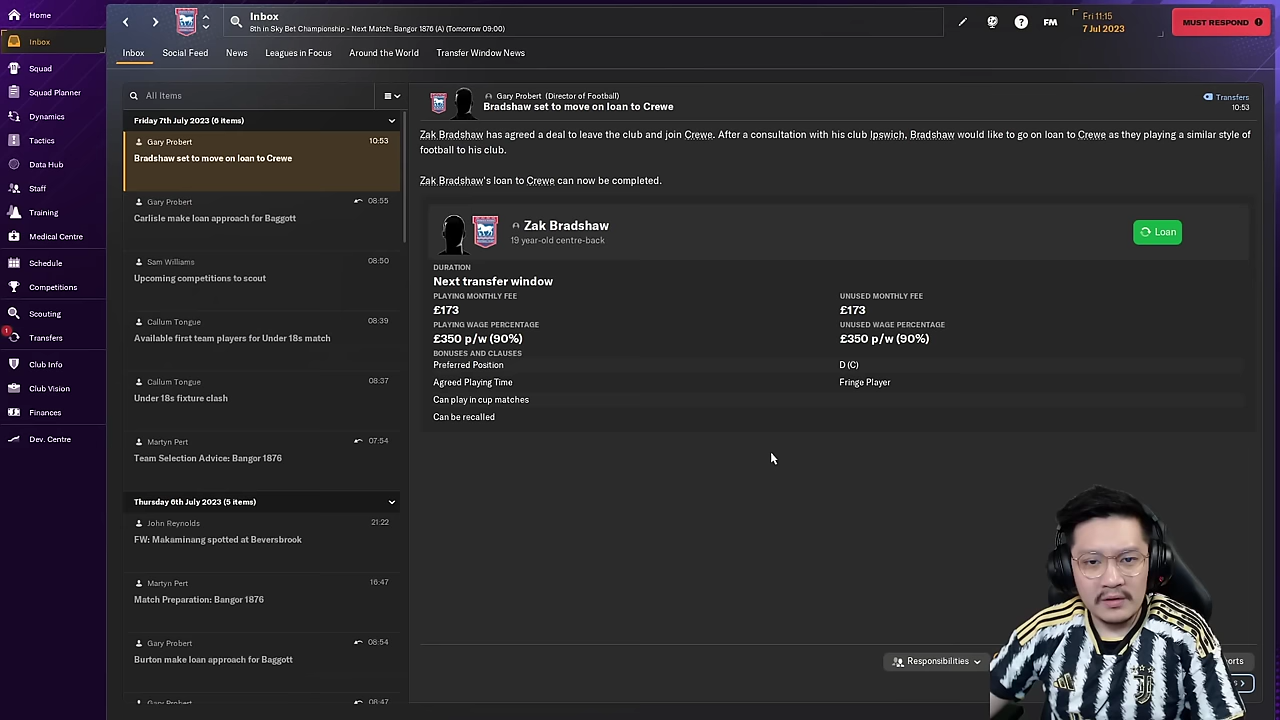 Home
Inbox
Squad
Squad Planner
Dynamics
Tactics
Data Hub
Staff
Training
Medical Centre
Schedule
Competitions
Scouting
1
Transfers
Club Info
Club Vision
Finances
Dev. Centre
Inbox
8th in Sky Bet Championship - Next Match: Bangor 1876 (A) (Tomorrow 09:00)
FM
Fri 11:15
7 Jul 2023
MUST RESPOND
Inbox
Social Feed
News
Leagues in Focus
Around the World
Transfer Window News
All Items
Friday 7th July 2023 (6 items)
Gary Probert 10:53
Bradshaw set to move on loan to Crewe
Gary Probert 08:55
Carlisle make loan approach for Baggott
Sam Williams 08:50
Upcoming competitions to scout
Callum Tongue 08:39
Available first team players for Under 18s match
Callum Tongue 08:37
Under 18s fixture clash
Martyn Pert 07:54
Team Selection Advice: Bangor 1876
Thursday 6th July 2023 (5 items)
John Reynolds 21:22
FW: Makaminang spotted at Beversbrook
Martyn Pert 16:47
Match Preparation: Bangor 1876
Gary Probert 08:54
Burton make loan approach for Baggott
Gary Probert 08:47
Gary Probert (Director of Football)
Bradshaw set to move on loan to Crewe
Transfers
10:53
Zak Bradshaw has agreed a deal to leave the club and join Crewe. After a consultation with his club Ipswich, Bradshaw would like to go on loan to Crewe as they playing a similar style of
football to his club.
Zak Bradshaw's loan to Crewe can now be completed.
Zak Bradshaw
19 year-old centre-back
Loan
DURATION
Next transfer window
PLAYING MONTHLY FEE UNUSED MONTHLY FEE
£173 £173
PLAYING WAGE PERCENTAGE UNUSED WAGE PERCENTAGE
£350 p/w (90%) £350 p/w (90%)
BONUSES AND CLAUSES
Preferred Position D (C)
Agreed Playing Time Fringe Player
Can play in cup matches
Can be recalled
Responsibilities